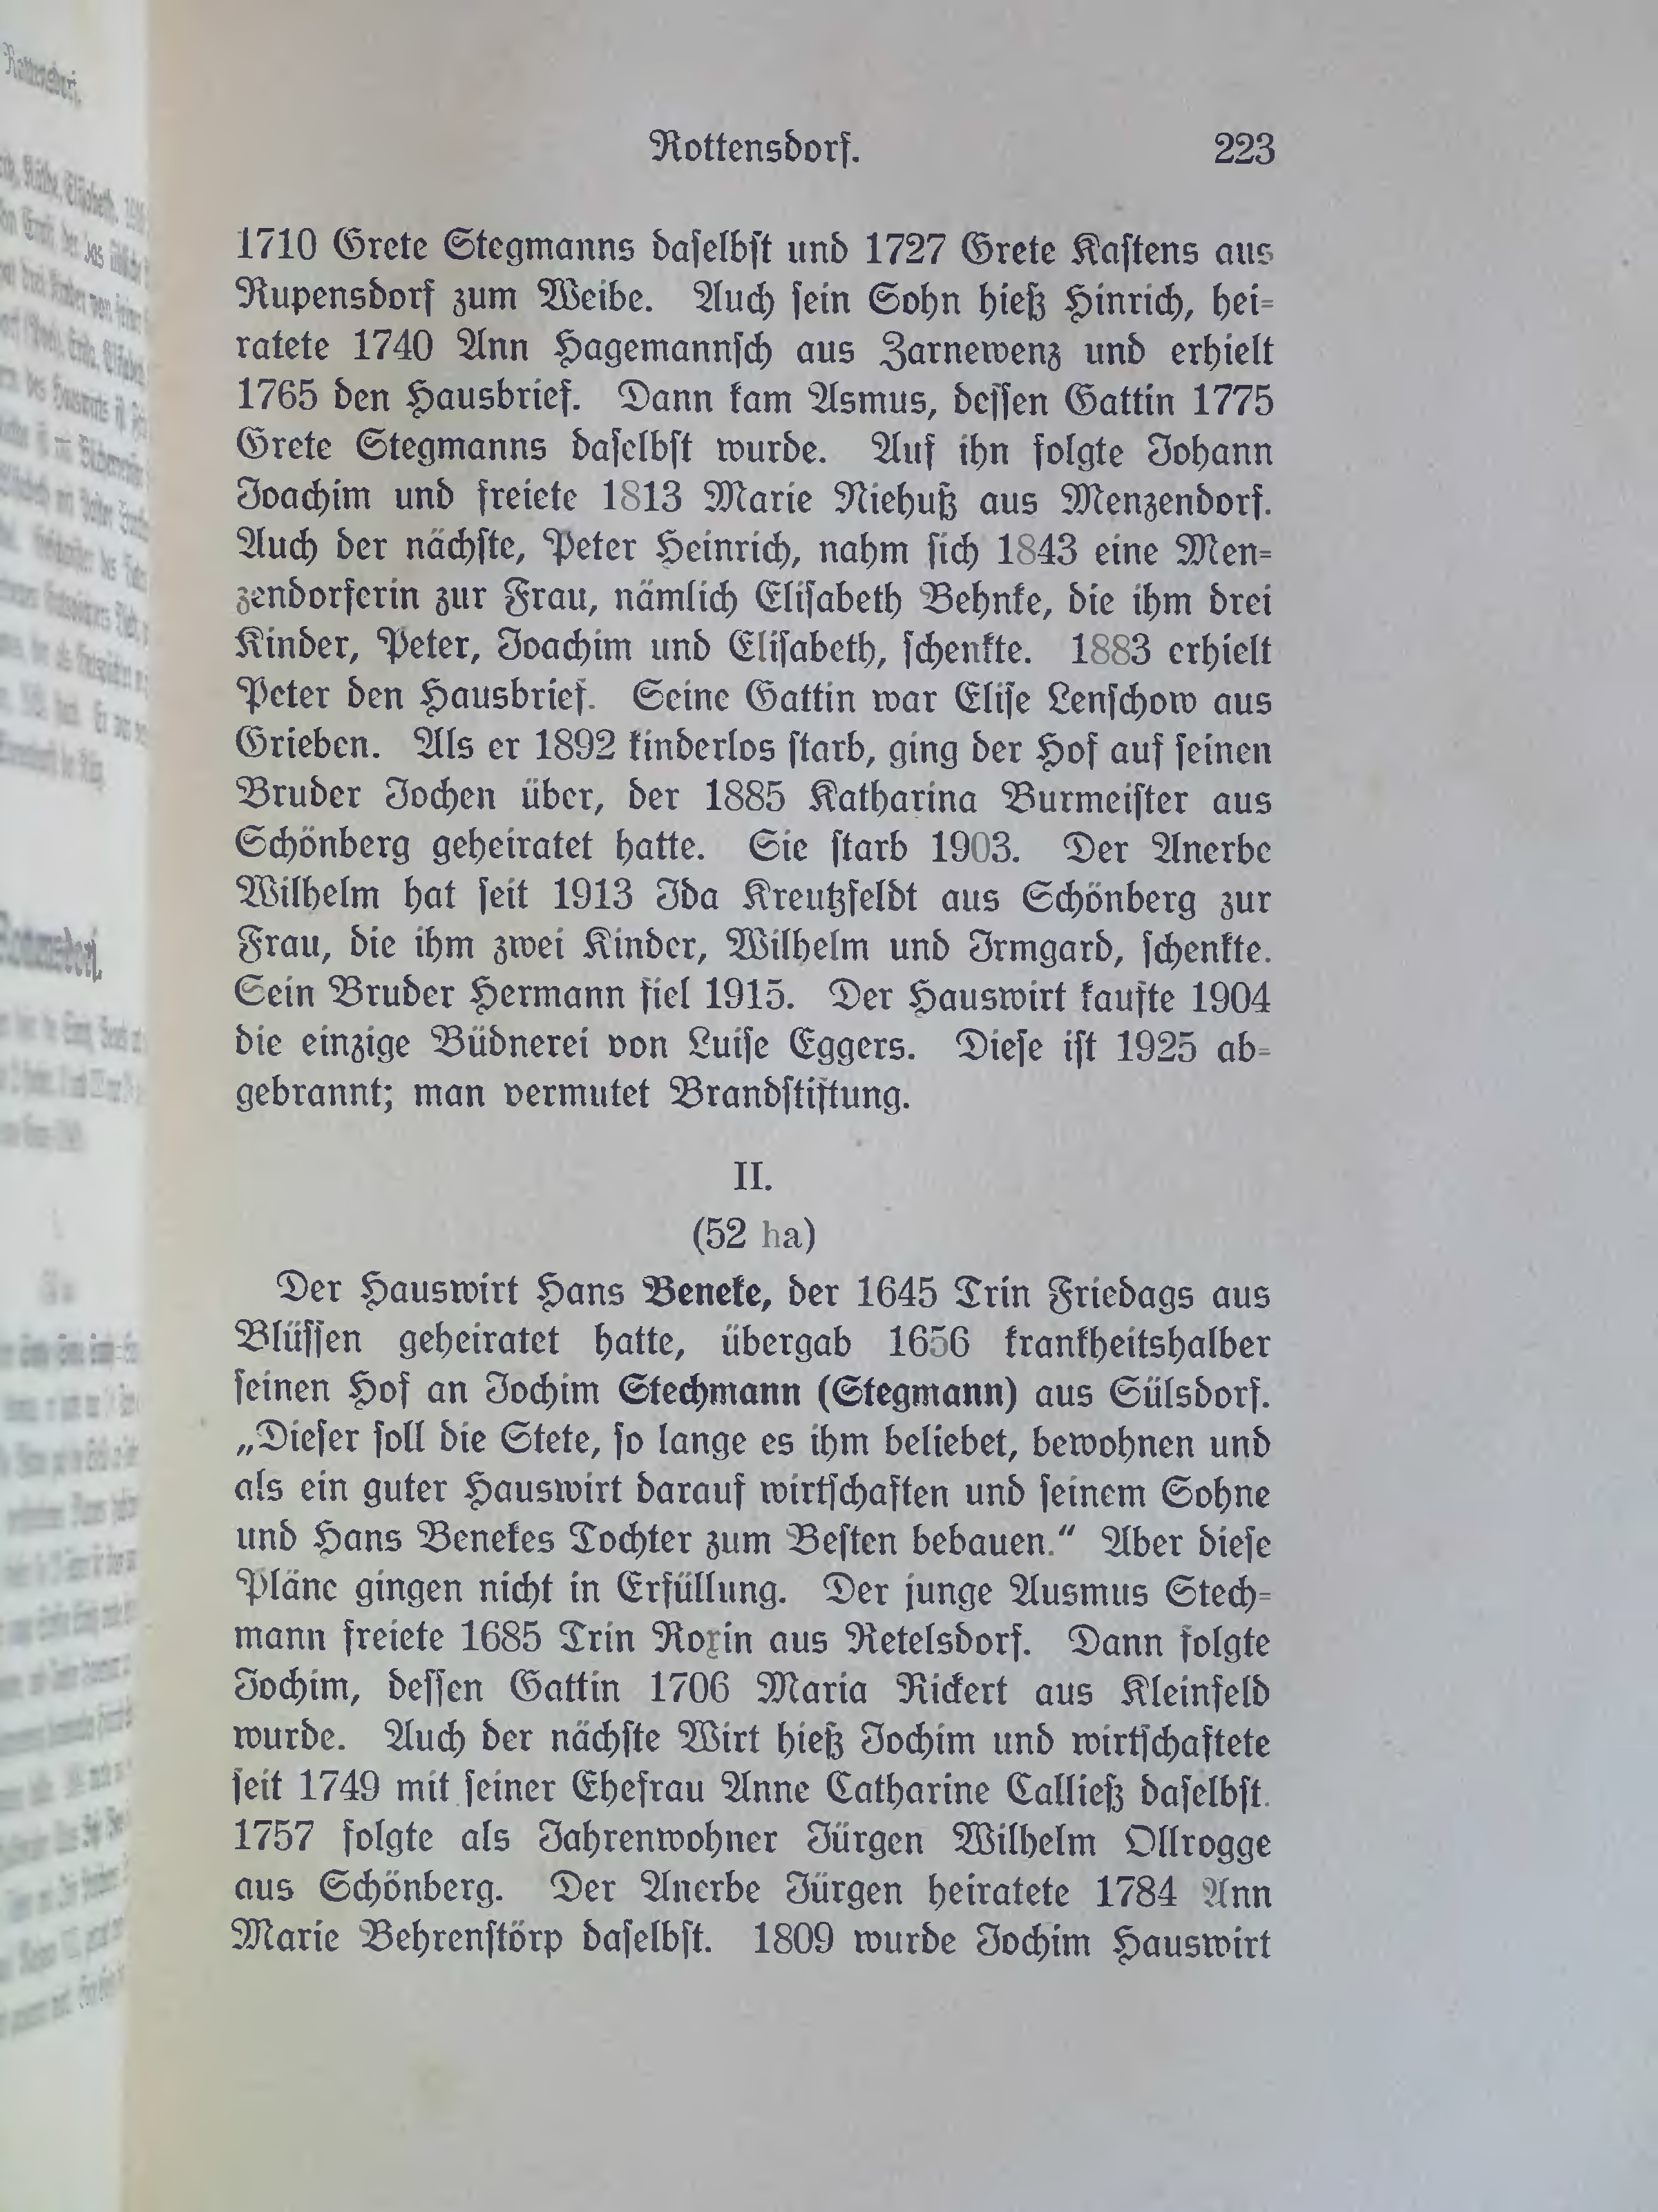 Rottensdorf. 223
1710 Grete Stegmanns daſelbſt und 1727 Grete Kaſtens aus
Rupensdorf zum Weibe. Auch ſein Sohn hieß Hinrich, hei=
ratete 1740 Ann Hagemannſch aus Zarnewenz und erhielt
1765 den Hausbrief. Dann kam Asmus, deſſen Gattin 1775
Grete Stegmanns daſelbſt wurde. Auf ihn folgte Johann
Joachim und freiete 1813 Marie Niehuß aus Menzendorf.
Auch der nächſte, Peter Heinrich, nahm ſich 1843 eine Men=
zendorferin zur Frau, nämlich Eliſabeth Behnke, die ihm drei
Kinder, Peter, Joachim und Eliſabeth, ſchenkte. 1883 erhielt
Peter den Hausbrief. Seine Gattin war Eliſe Lenſchow aus
Grieben. Als er 1892 kinderlos ſtarb, ging der Hof auf ſeinen
Bruder Jochen über, der 1885 Katharina Burmeiſter aus
Schönberg geheiratet hatte. Sie ſtarb 1903. Der Anerbe
Wilhelm hat ſeit 1913 Ida Kreutzfeldt aus Schönberg zur
Frau, die ihm zwei Kinder, Wilhelm und Irmgard, ſchenkte.
Sein Bruder Hermann fiel 1915. Der Hauswirt kaufte 1904
die einzige Büdnerei von Luiſe Eggers. Dieſe iſt 1925 ab=
gebrannt; man vermutet Brandſtiftung.
II.
(52 ha)
Der Hauswirt Hans Beneke, der 1645 Trin Friedags aus
Blüſſen geheiratet hatte, übergab 1656 krankheitshalber
ſeinen Hof an Jochim Stechmann (Stegmann) aus Sülsdorf.
„Dieſer ſoll die Stete, ſo lange es ihm beliebet, bewohnen und
als ein guter Hauswirt darauf wirtſchaften und ſeinem Sohne
und Hans Benekes Tochter zum Beſten bebauen.“ Aber dieſe
Pläne gingen nicht in Erfüllung. Der junge Ausmus Stech=
mann freiete 1685 Trin Roxin aus Retelsdorf. Dann folgte
Jochim, deſſen Gattin 1706 Maria Rickert aus Kleinfeld
wurde. Auch der nächſte Wirt hieß Jochim und wirtſchaftete
ſeit 1749 mit ſeiner Ehefrau Anne Catharine Calließ daſelbſt.
1757 folgte als Jahrenwohner Jürgen Wilhelm Ollrogge
aus Schönberg. Der Anerbe Jürgen heiratete 1784 Ann
Marie Behrenſtörp daſelbſt. 1809 wurde Jochim Hauswirt